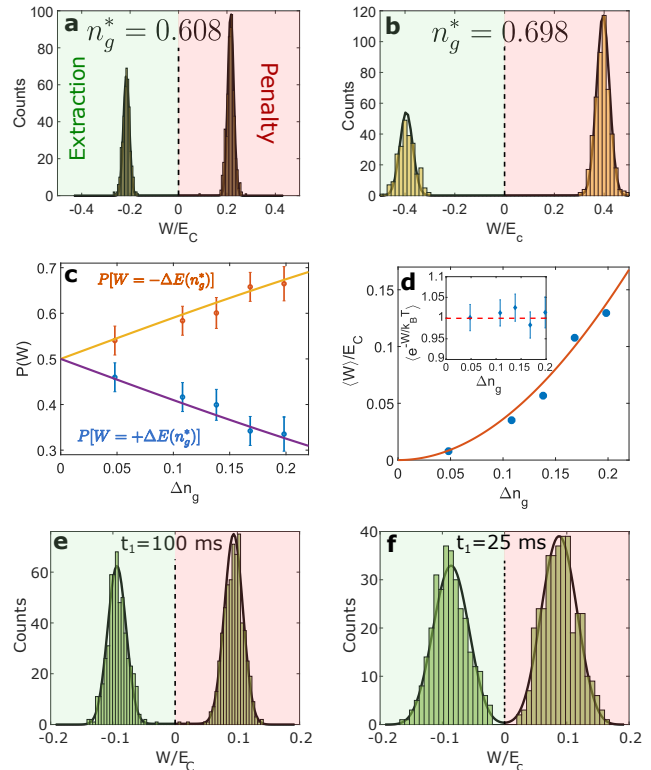 a
n*g = 0.608
Extraction
Penalty
Counts
100
80
60
40
20
0
-0.4
-0.2
0
0.2
0.4
W/E_C
b
n*g = 0.698
Counts
120
100
80
60
40
20
0
-0.4
-0.2
0
0.2
0.4
W/E_c
c
P[W = −ΔE(n*g)]
P[W = +ΔE(n*g)]
P(W)
0.7
0.6
0.5
0.4
0.3
0
0.05
0.1
0.15
0.2
Δn_g
d
⟨W⟩/E_C
0.15
0.1
0.05
0
0
0.05
0.1
0.15
0.2
Δn_g
⟨e^-W/k_BT⟩
1.1
1.05
1
0.95
0.9
0
0.05
0.1
0.15
0.20
Δn_g
e
t₁=100 ms
Counts
60
40
20
0
-0.1
0
0.1
0.2
W/E_C
f
t₁=25 ms
Counts
40
30
20
10
0
-0.2
-0.1
0
0.1
0.2
W/E_c